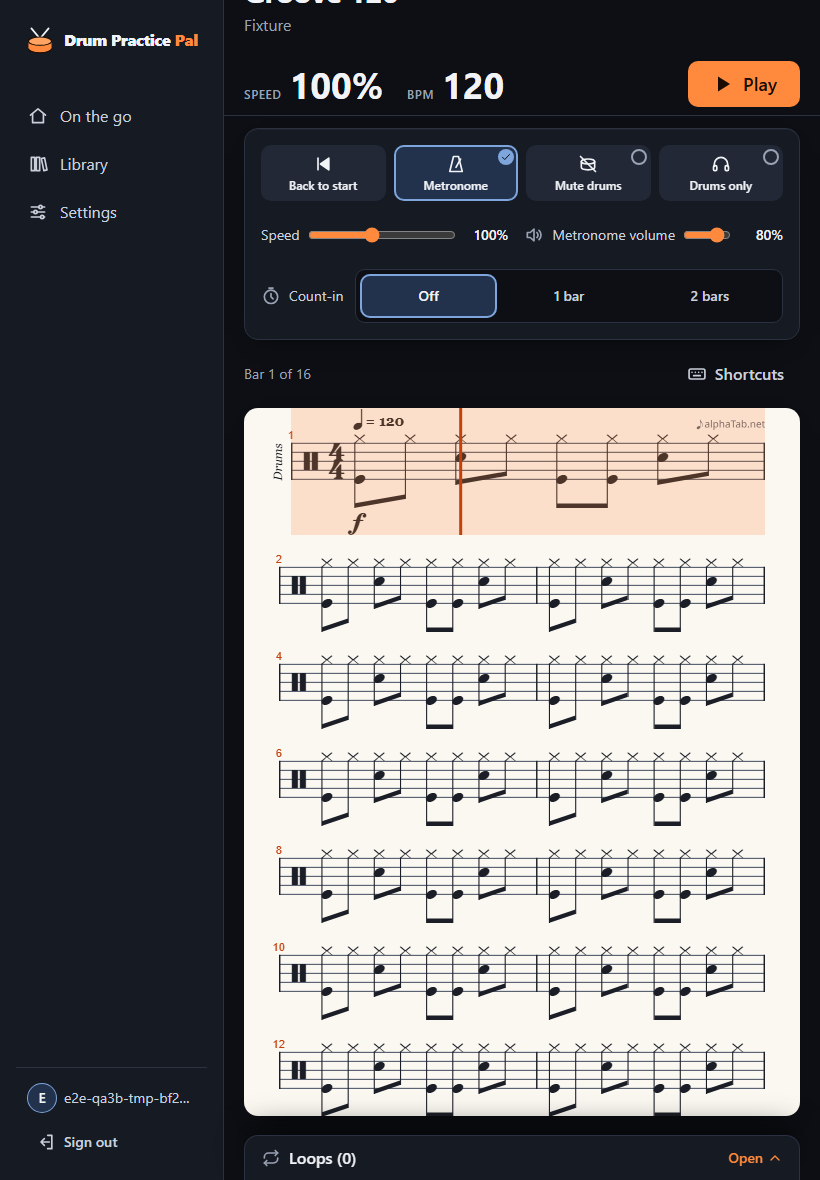 Drum Practice Pal
On the go
Library
Settings
e2e-qa3b-tmp-bf2...
E
Sign out
Fixture
SPEED 100% BPM 120
Play
Back to start
Metronome
Mute drums
Drums only
Speed 100% Metronome volume 80%
Count-in Off 1 bar 2 bars
Bar 1 of 16
Shortcuts
= 120
alphaTab.net
1
Drums
4
4
f
2
4
6
8
10
12
Loops (0)
Open